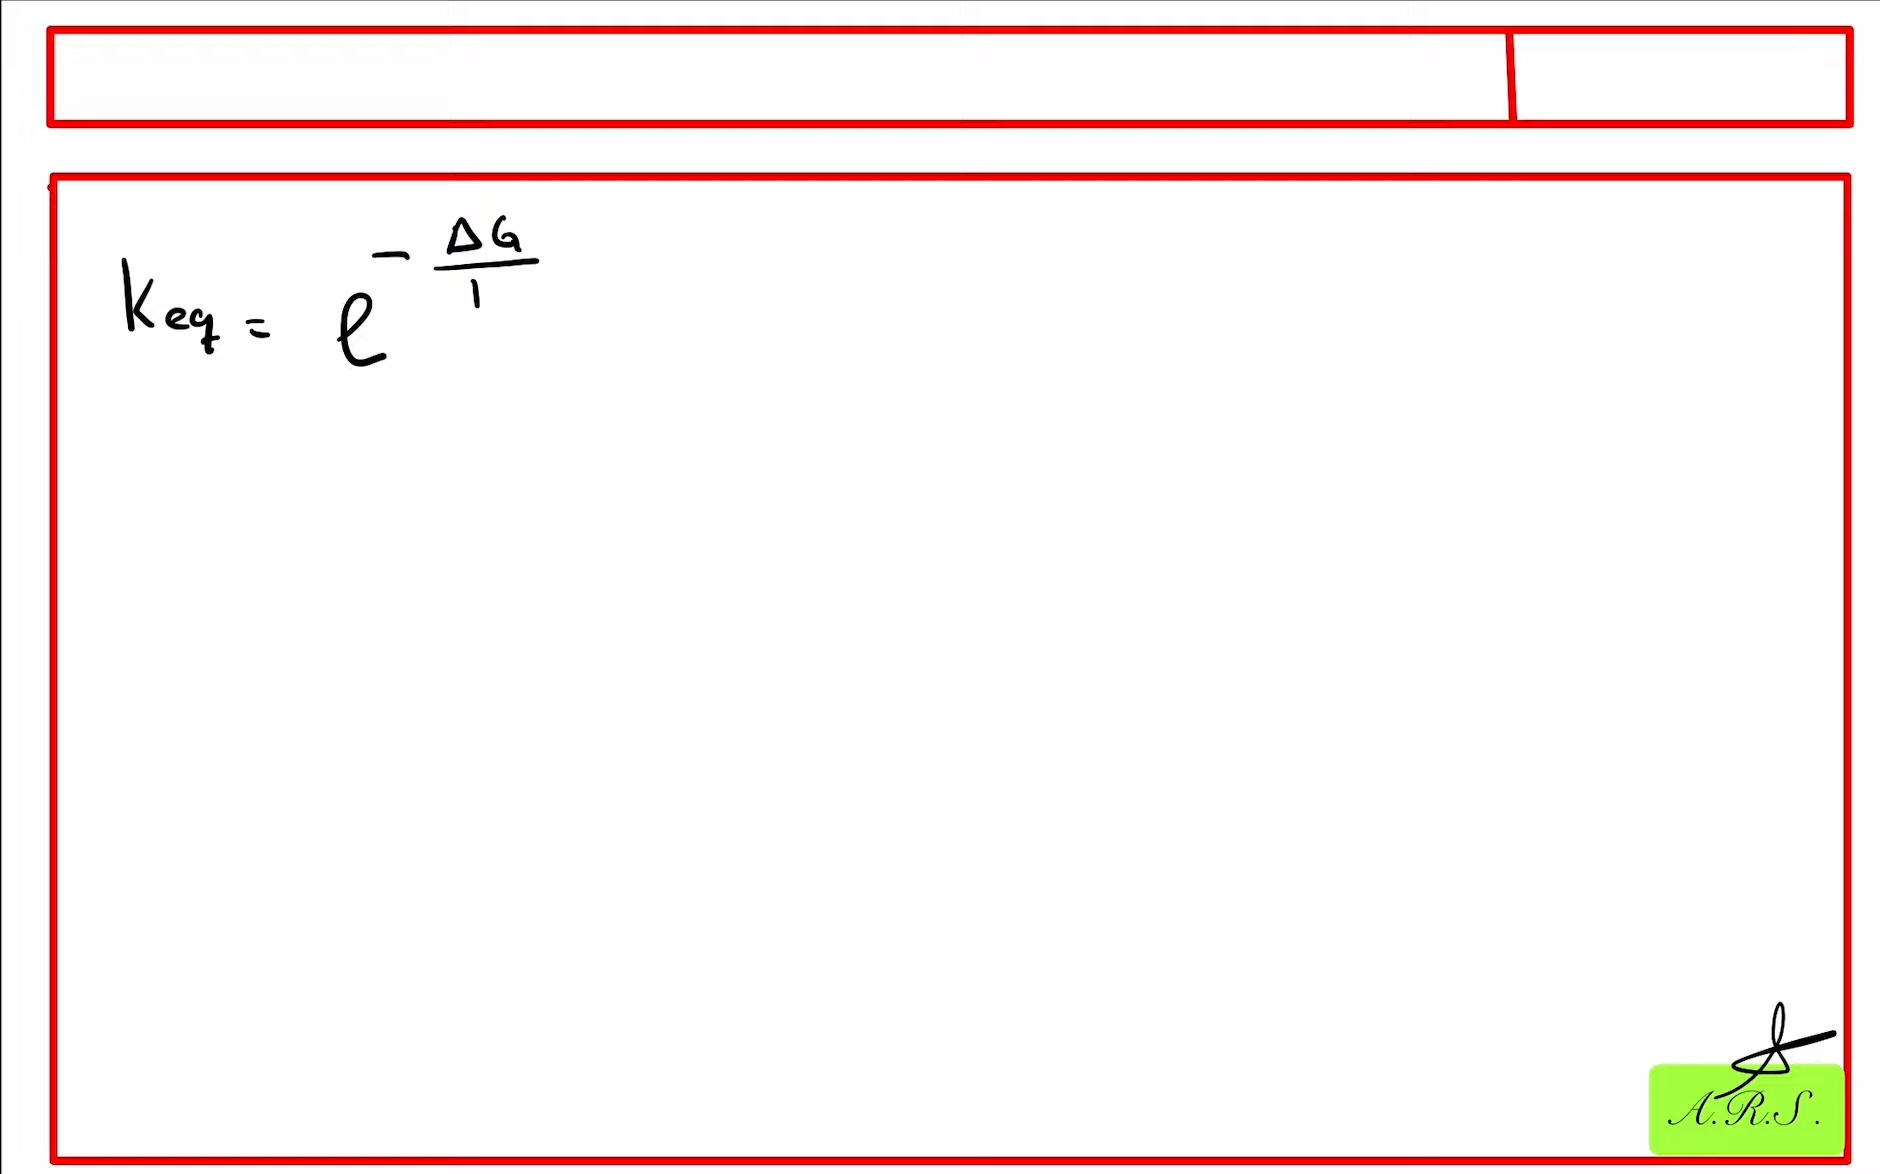 Keq = e^{- ΔG / 1}
A.R.S.